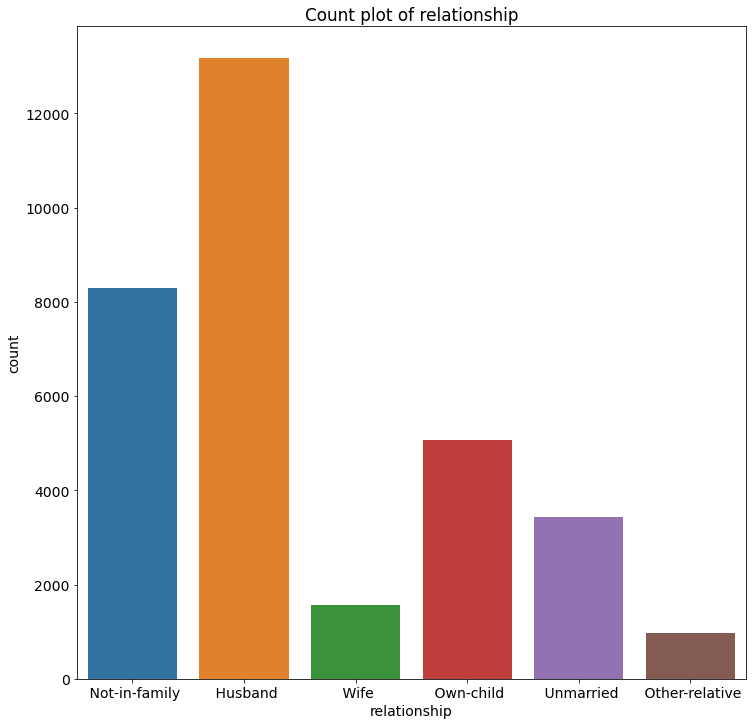 Count plot of relationship
count
12000
10000
8000
6000
4000
2000
0
Not-in-family Husband Wife Own-child Unmarried Other-relative
relationship